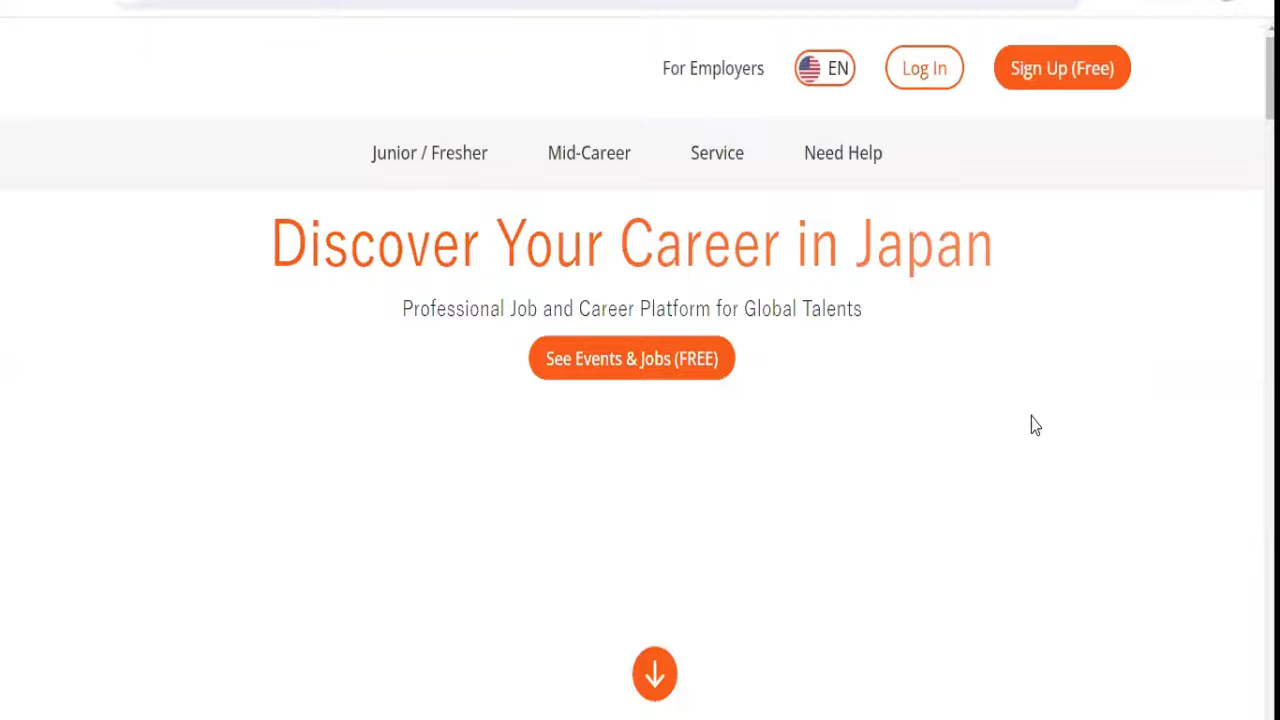 For Employers EN Log In Sign Up (Free)
Junior / Fresher Mid-Career Service Need Help
Discover Your Career in Japan
Professional Job and Career Platform for Global Talents
See Events & Jobs (FREE)